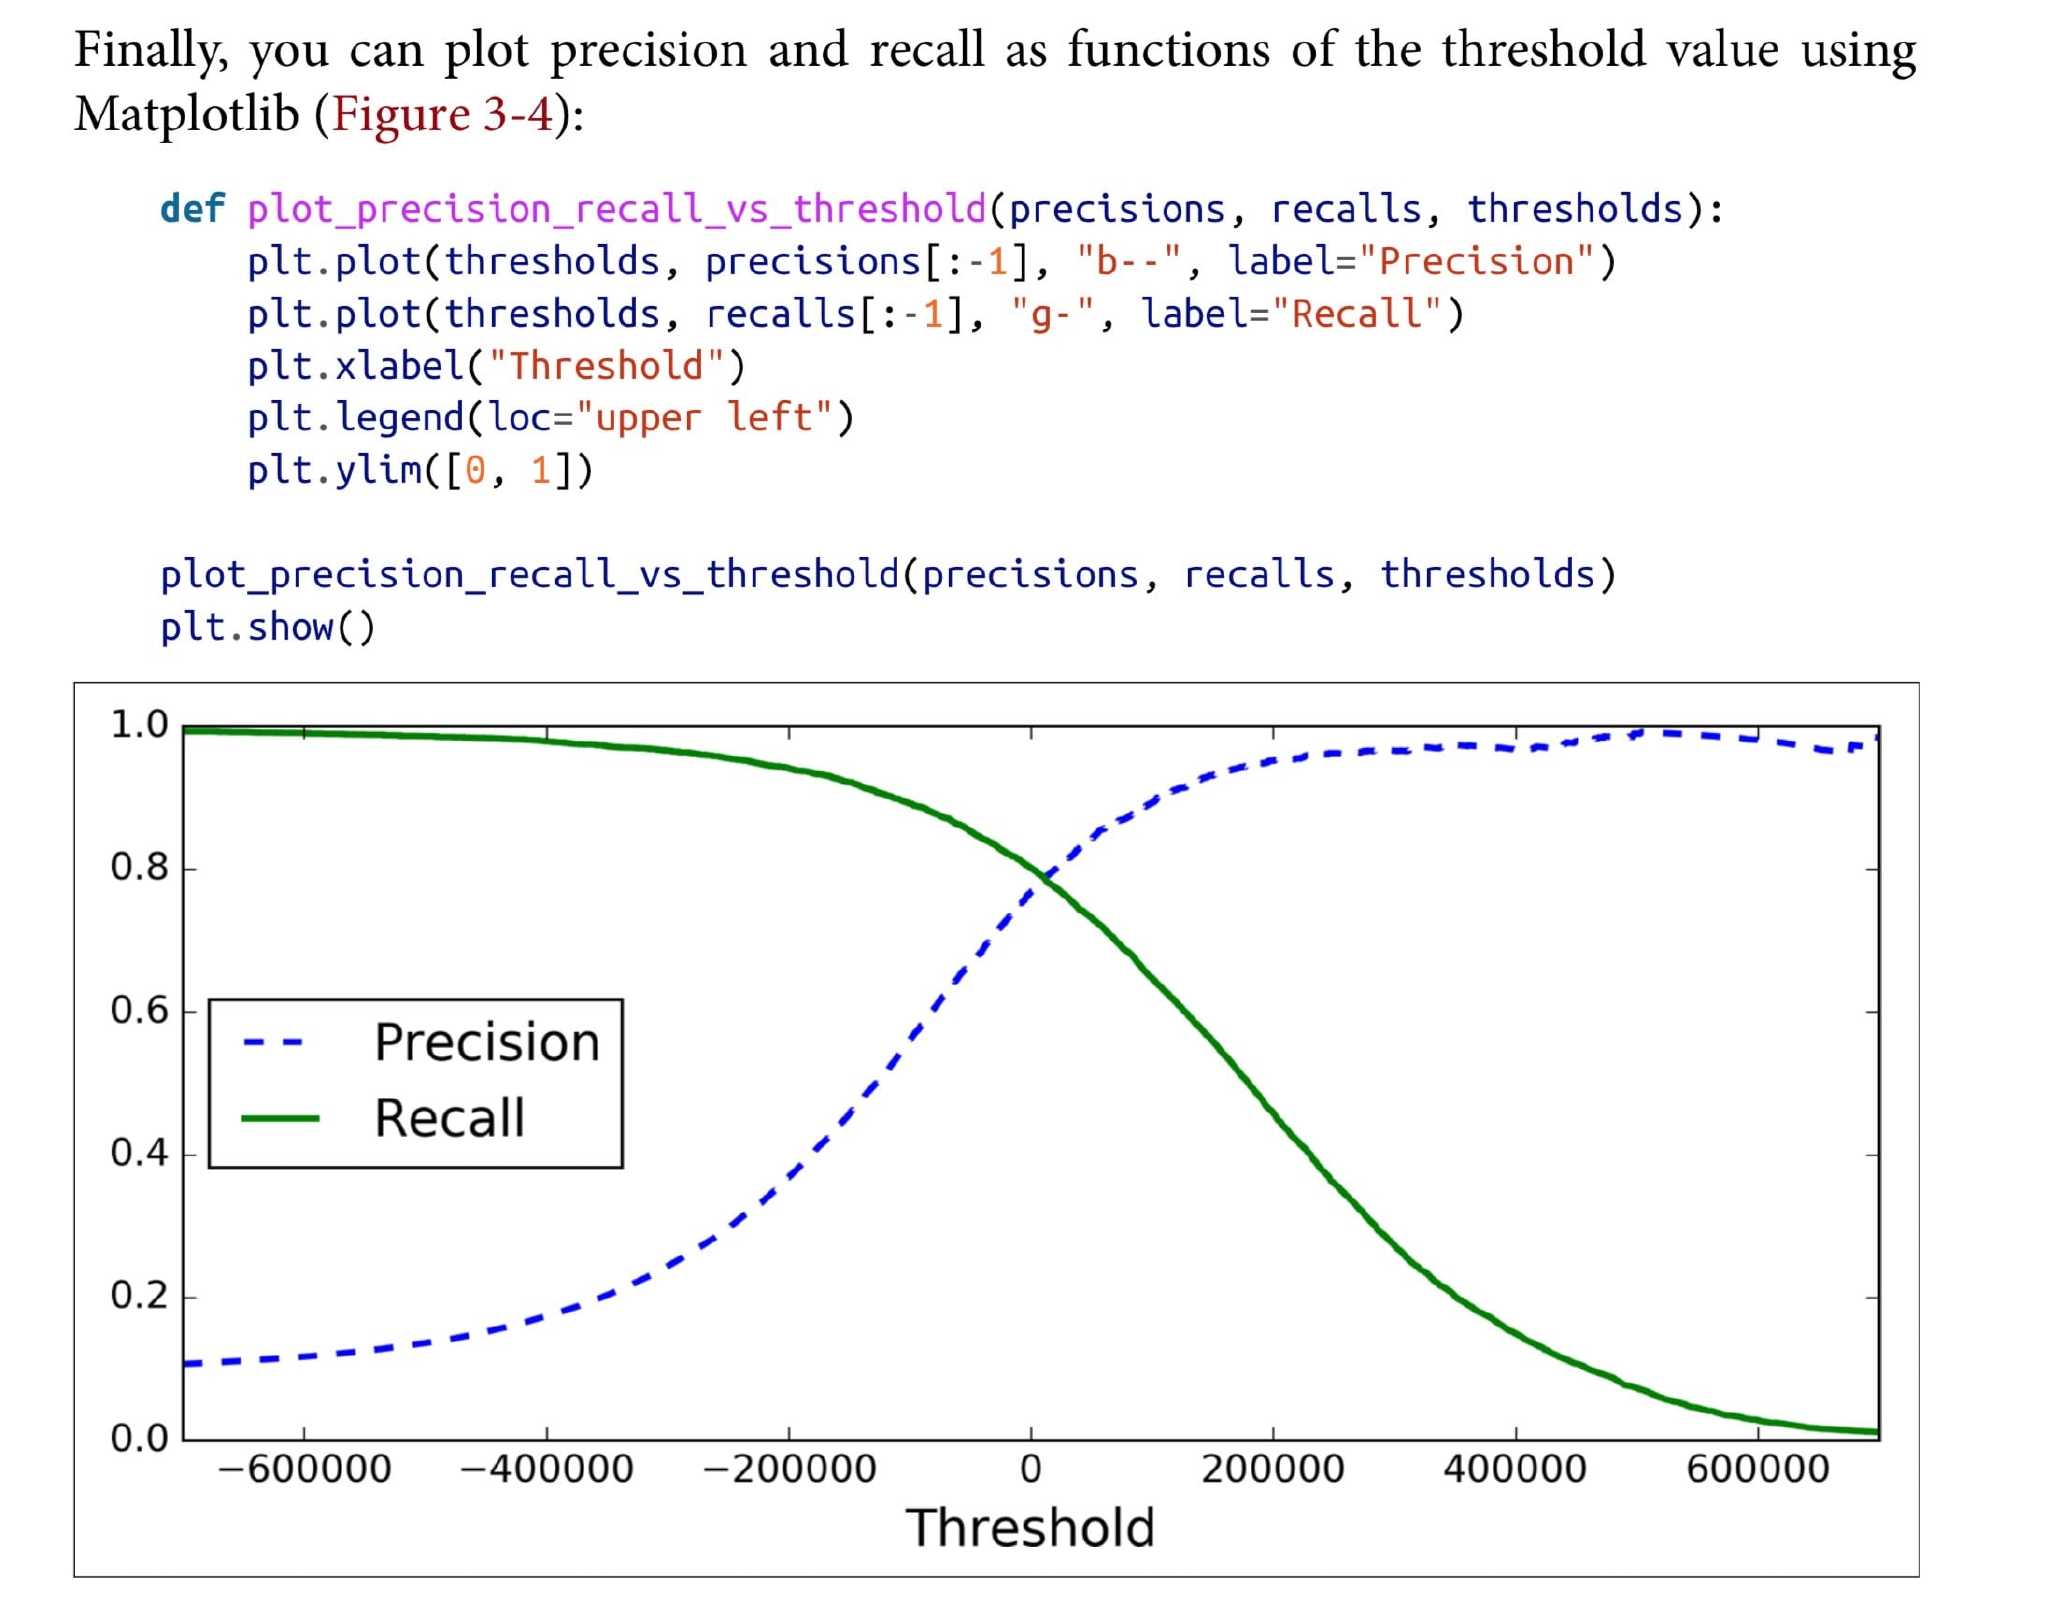 Finally, you can plot precision and recall as functions of the threshold value using
Matplotlib (Figure 3-4):
def plot_precision_recall_vs_threshold(precisions, recalls, thresholds):
    plt.plot(thresholds, precisions[:-1], "b--", label="Precision")
    plt.plot(thresholds, recalls[:-1], "g-", label="Recall")
    plt.xlabel("Threshold")
    plt.legend(loc="upper left")
    plt.ylim([0, 1])
plot_precision_recall_vs_threshold(precisions, recalls, thresholds)
plt.show()
1.0
0.8
0.6
Precision
Recall
0.4
0.2
0.0
−600000 −400000 −200000 0 200000 400000 600000
Threshold